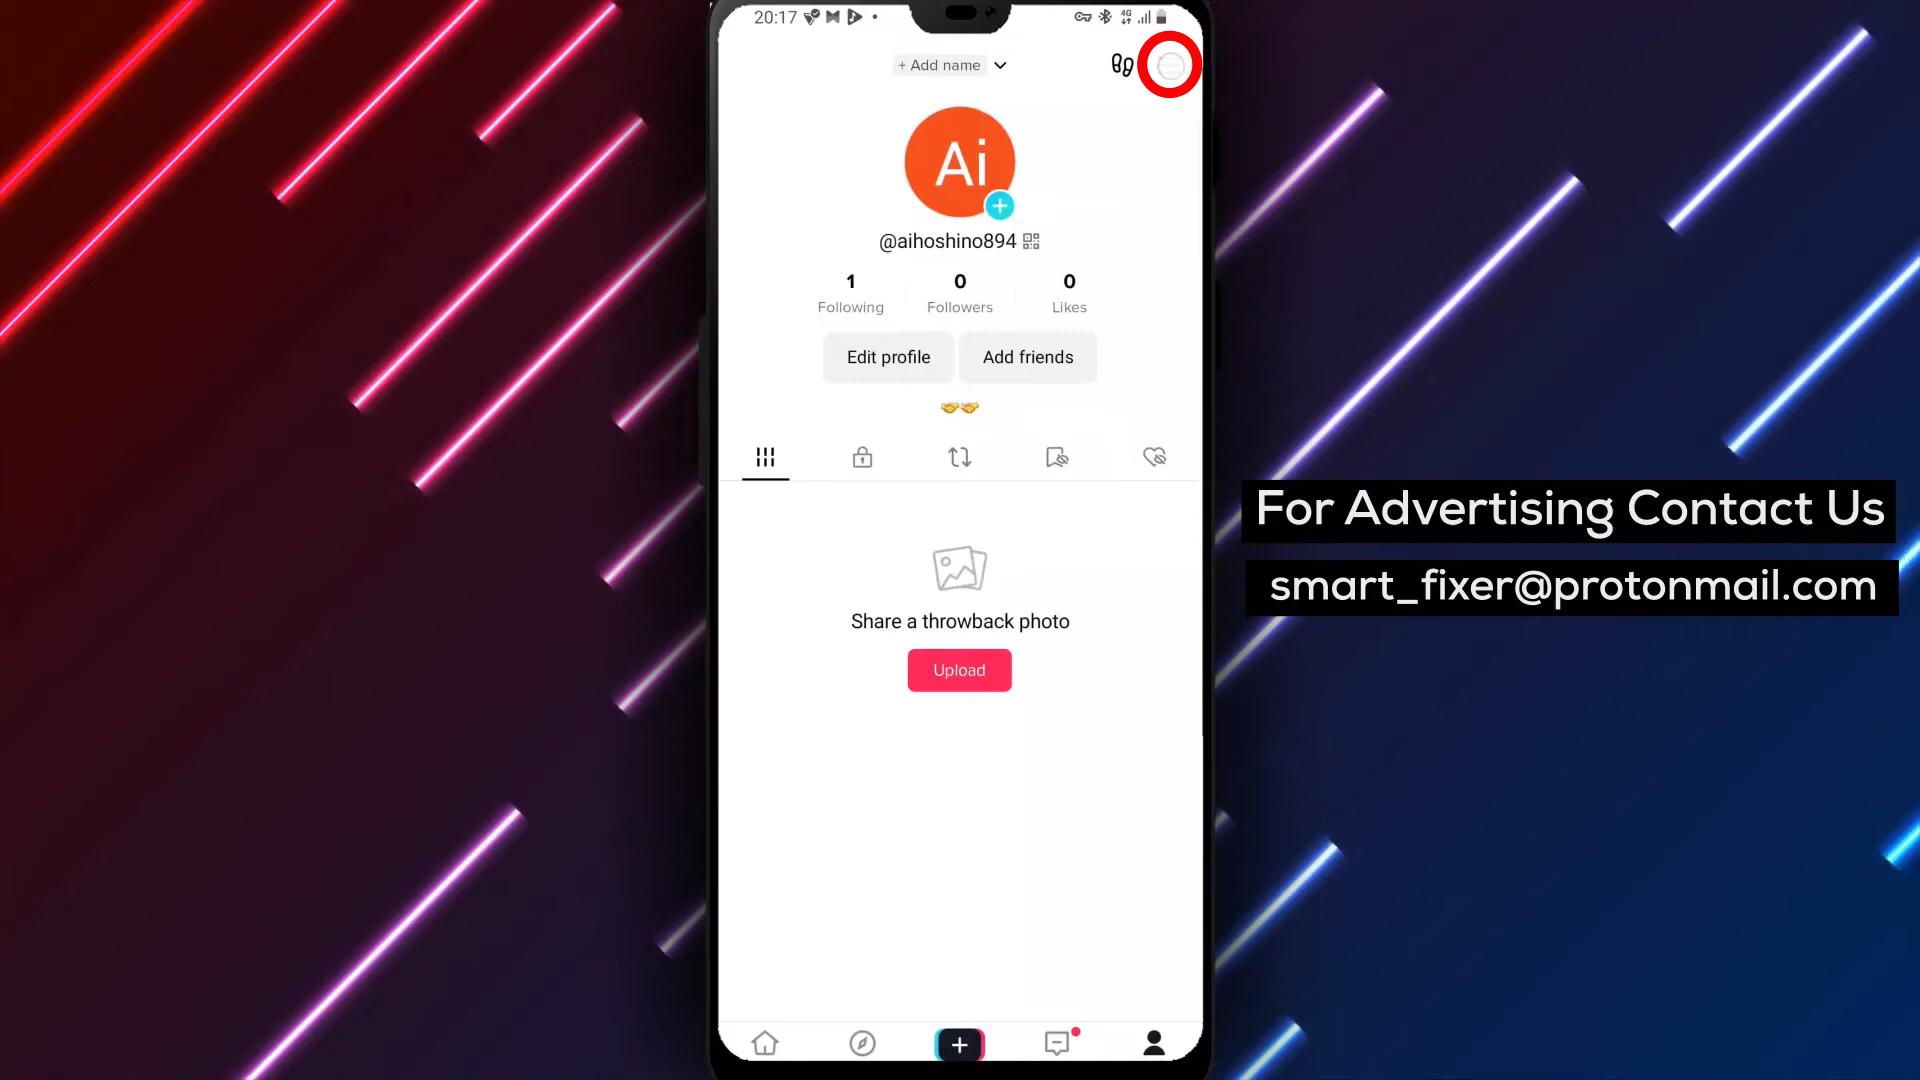 20:17
4G
+ Add name
Ai
@aihoshino894
1 0 0
Following Followers Likes
Edit profile Add friends
Share a throwback photo
Upload
For Advertising Contact Us
smart_fixer@protonmail.com